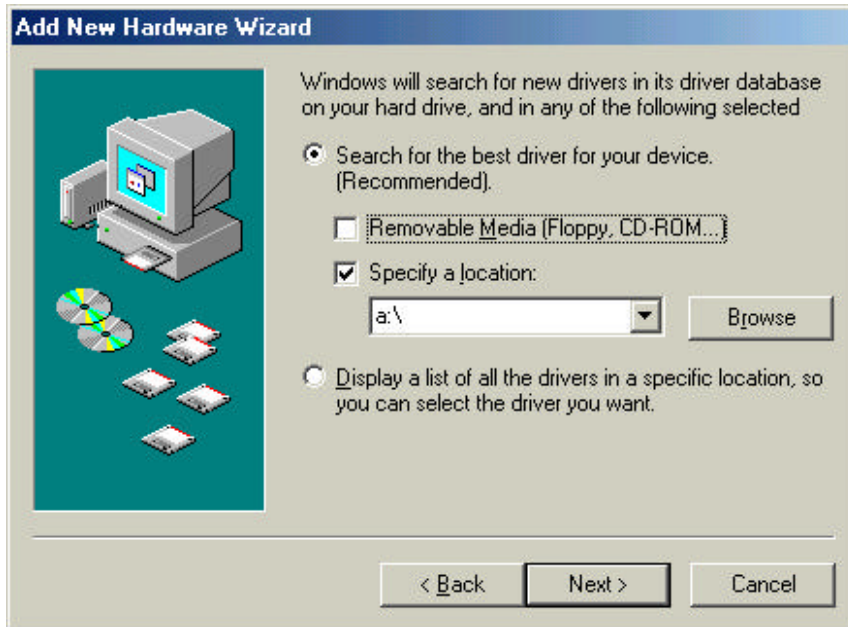 Add New Hardware Wizard
Windows will search for new drivers in its driver database
on your hard drive, and in any of the following selected
Search for the best driver for your device.
(Recommended).
Removable Media (Floppy, CD-ROM...)
Specify a location:
a:\
Browse
Display a list of all the drivers in a specific location, so
you can select the driver you want.
< Back
Next >
Cancel